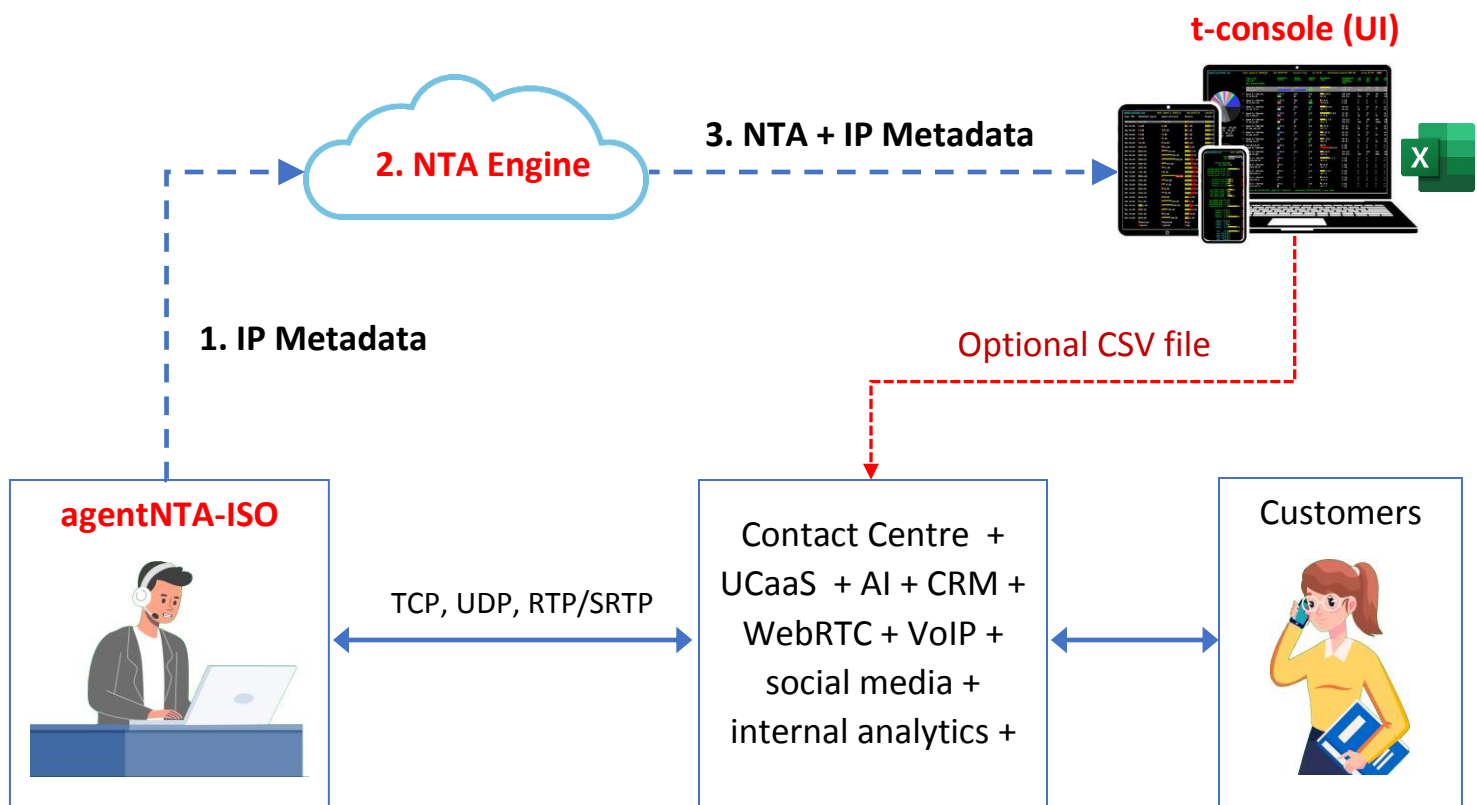 t-console (UI)
2. NTA Engine
3. NTA + IP Metadata
X
1. IP Metadata
Optional CSV file
agentNTA-ISO
TCP, UDP, RTP/SRTP
Contact Centre +
UCaaS + AI + CRM +
WebRTC + VoIP +
social media +
internal analytics +
Customers